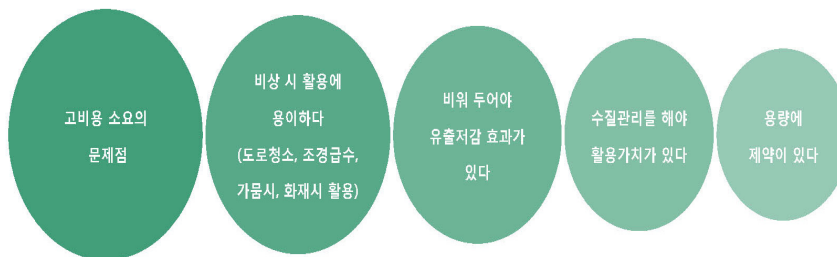 고비용 소요의
문제점
비상 시 활용에
용이하다
(도로청소, 조경급수,
가뭄시, 화재시 활용)
비워 두어야
유출저감 효과가
있다
수질관리를 해야
활용가치가 있다
용량에
제약이 있다